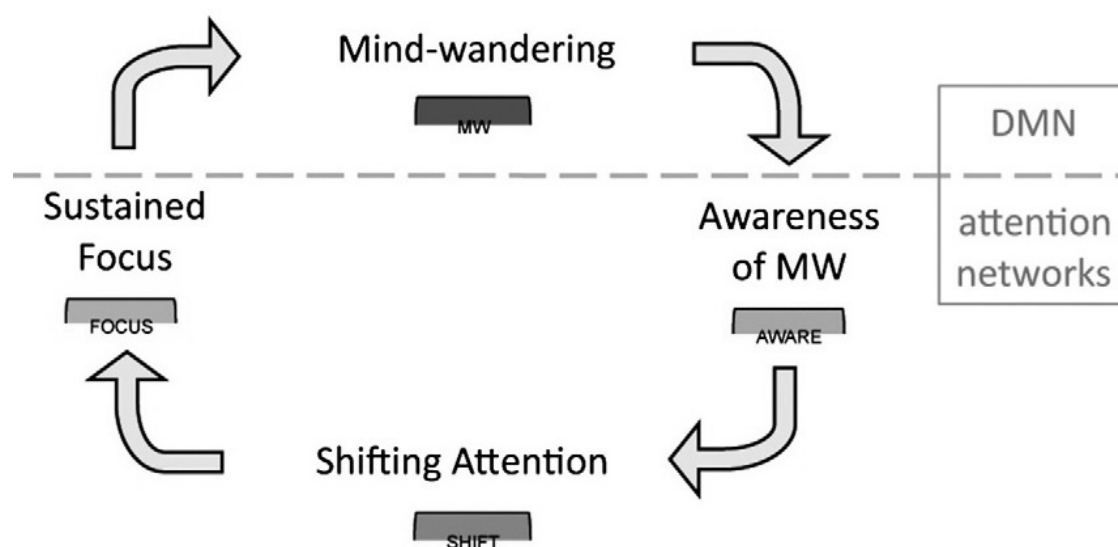 Mind-wandering
MW
DMN
Sustained
Focus
FOCUS
Awareness
of MW
AWARE
attention
networks
Shifting Attention
SHIFT